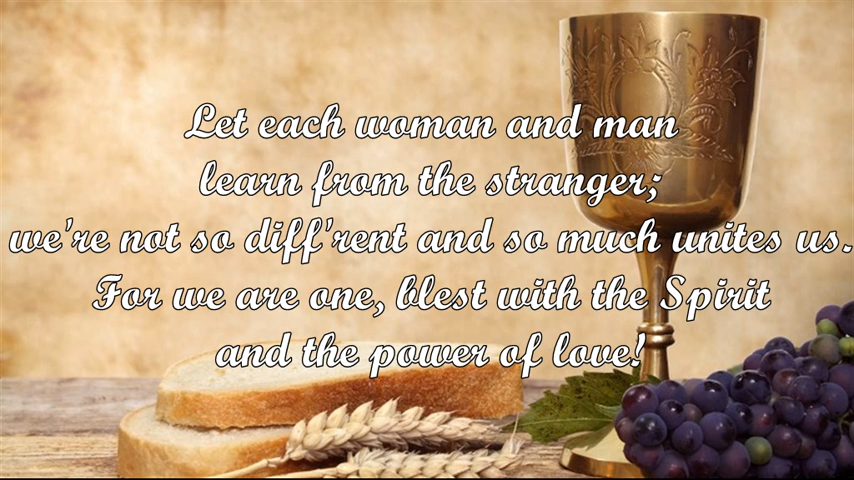 Let each woman and man
learn from the stranger;
we're not so diff'rent and so much unites us.
For we are one, blest with the Spirit
and the power of love!